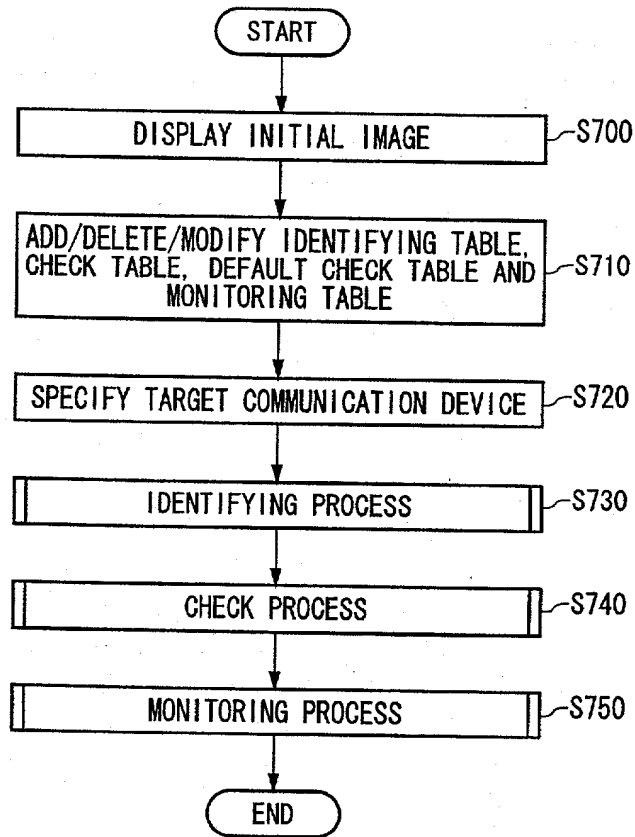 START
DISPLAY INITIAL IMAGE
S700
ADD/DELETE/MODIFY IDENTIFYING TABLE,
CHECK TABLE, DEFAULT CHECK TABLE AND
MONITORING TABLE
S710
SPECIFY TARGET COMMUNICATION DEVICE
S720
IDENTIFYING PROCESS
S730
CHECK PROCESS
S740
MONITORING PROCESS
S750
END